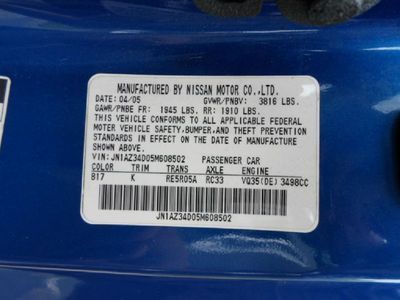 MANUFACTURED BY NISSAN MOTOR CO.,LTD.
DATE: 04/05 GVWR/PNBV: 3816 LBS.
GAWR/PNBE FR: 1945 LBS. RR: 1910 LBS.
THIS VEHICLE CONFORMS TO ALL APPLICABLE FEDERAL
MOTOR VEHICLE SAFETY,BUMPER,AND THEFT PREVENTION
STANDARDS IN EFFECT ON THE DATE OF MANUFACTURE
SHOWN ABOVE.
VIN: JN1AZ34D05M608502 PASSENGER CAR
COLOR TRIM TRANS AXLE ENGINE
B17 K RE5R05A RC33 VQ35(DE) 3498CC
JN1AZ34D05M608502